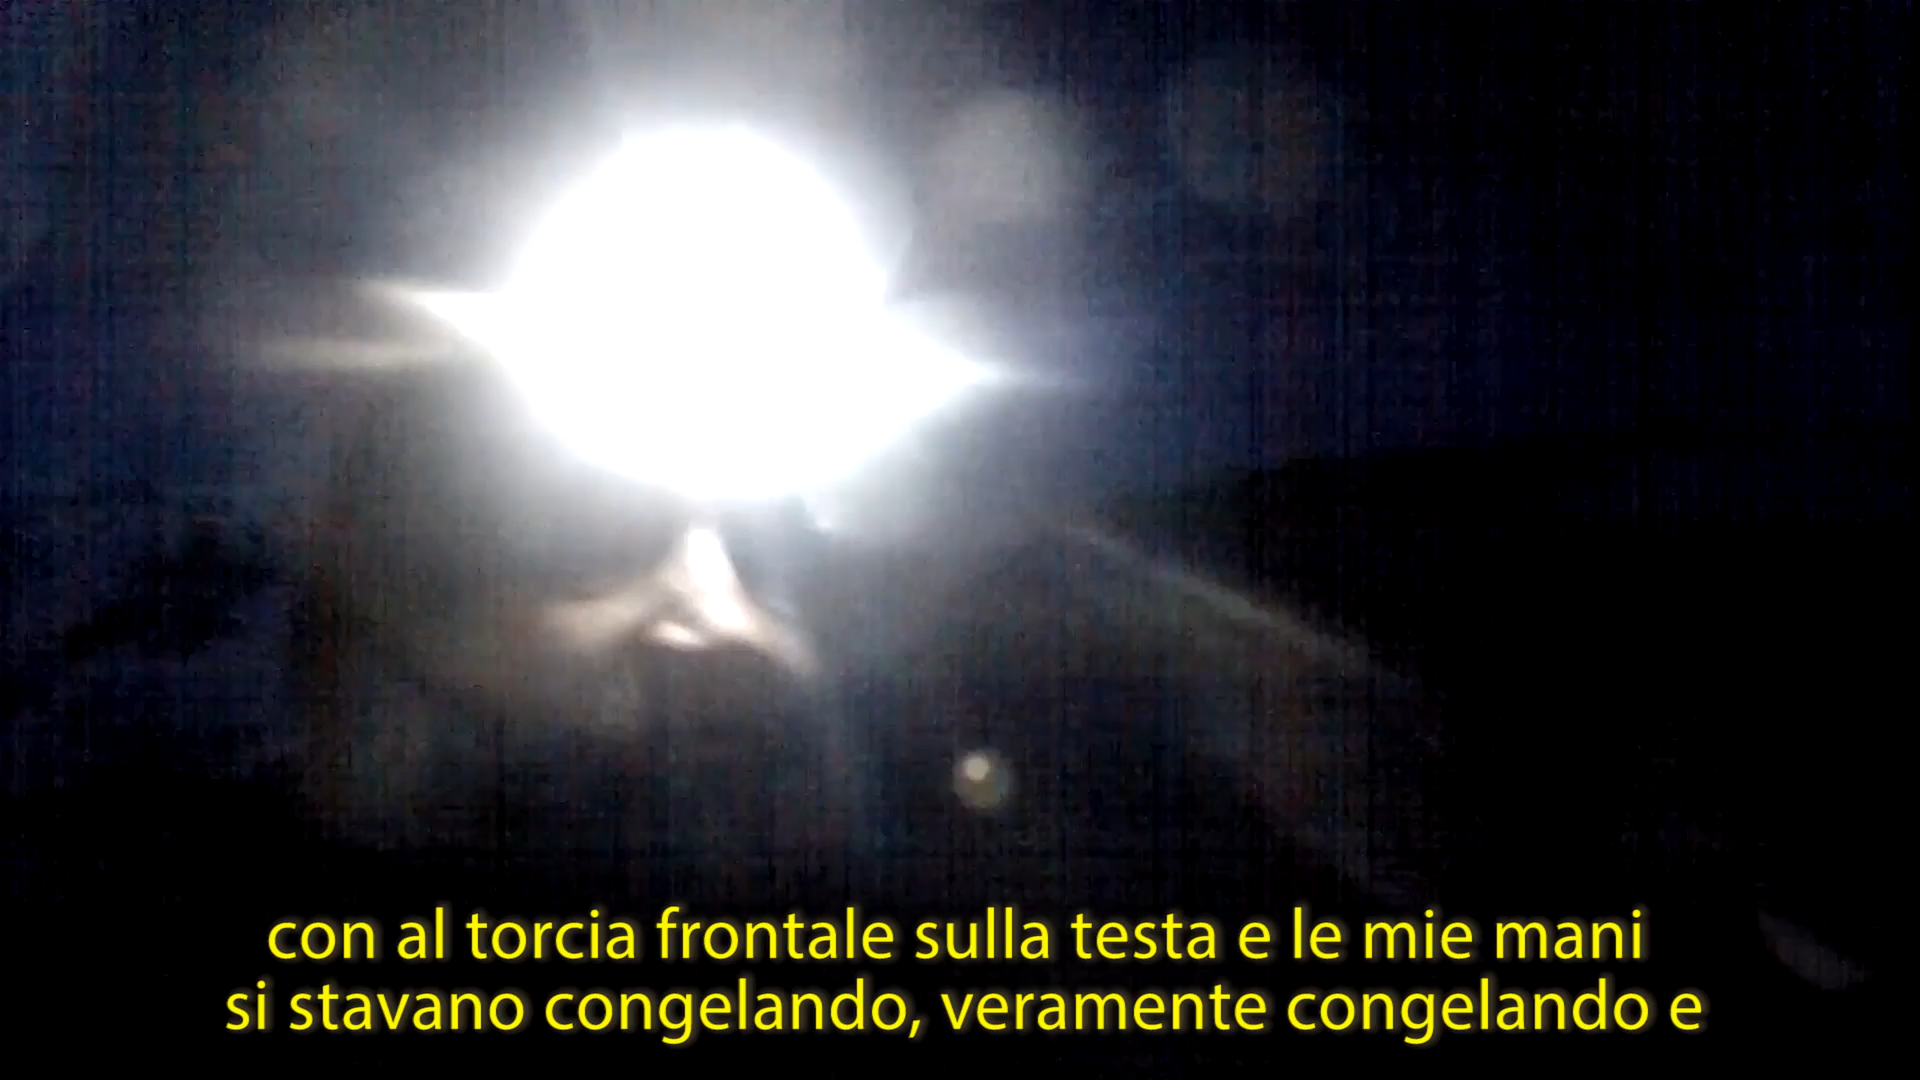 con al torcia frontale sulla testa e le mie mani
si stavano congelando, veramente congelando e